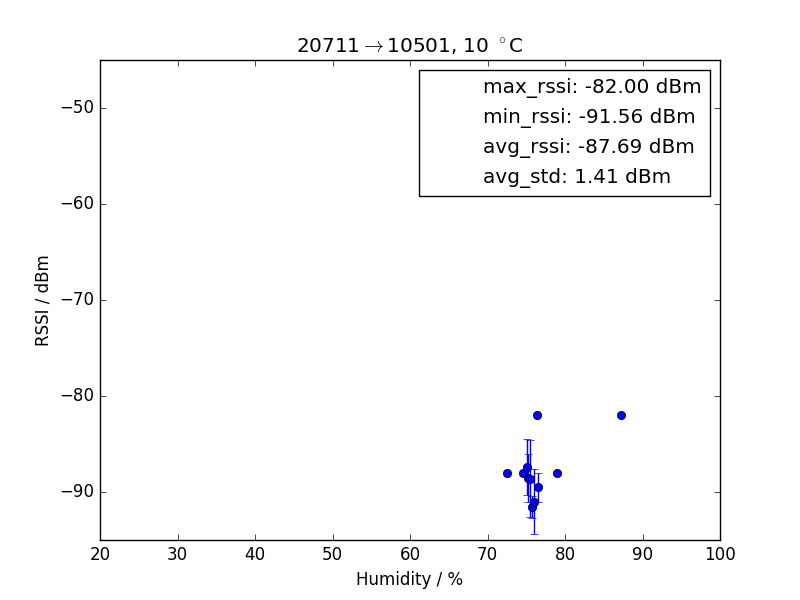 20711→10501, 10 °C
max_rssi: -82.00 dBm
min_rssi: -91.56 dBm
avg_rssi: -87.69 dBm
avg_std: 1.41 dBm
−50
−60
−70
−80
−90
RSSI / dBm
20 30 40 50 60 70 80 90 100
Humidity / %